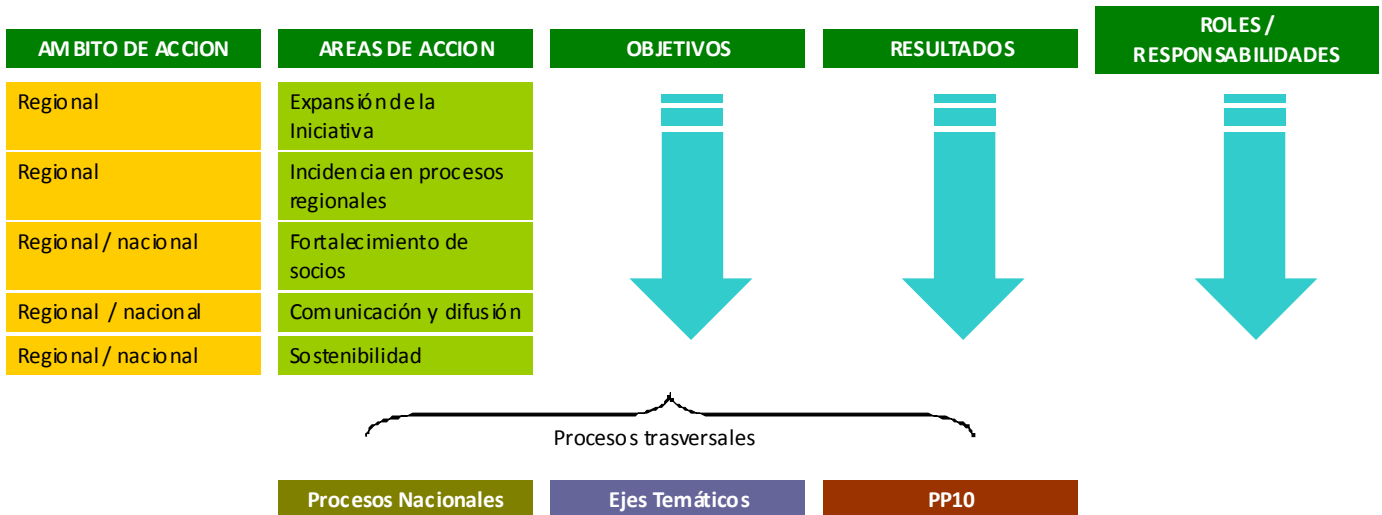 AMBITO DE ACCION
AREAS DE ACCION
OBJETIVOS
RESULTADOS
ROLES /
RESPONSABILIDADES
Regional
Expansión de la
Iniciativa
Regional
Incidencia en procesos
regionales
Regional / nacional
Fortalecimiento de
socios
Regional / nacional
Comunicación y difusión
Regional / nacional
Sostenibilidad
Procesos trasversales
Procesos Nacionales
Ejes Temáticos
PP10